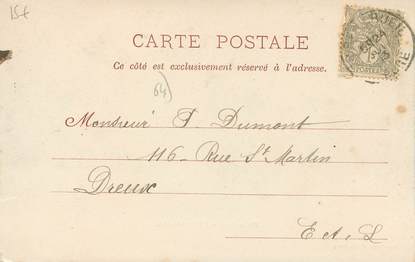 15€
CARTE POSTALE
Ce côté est exclusivement réservé à l'adresse.
64)
Monsieur P. Dumont
116 - Rue St Martin
Dreux
E et L